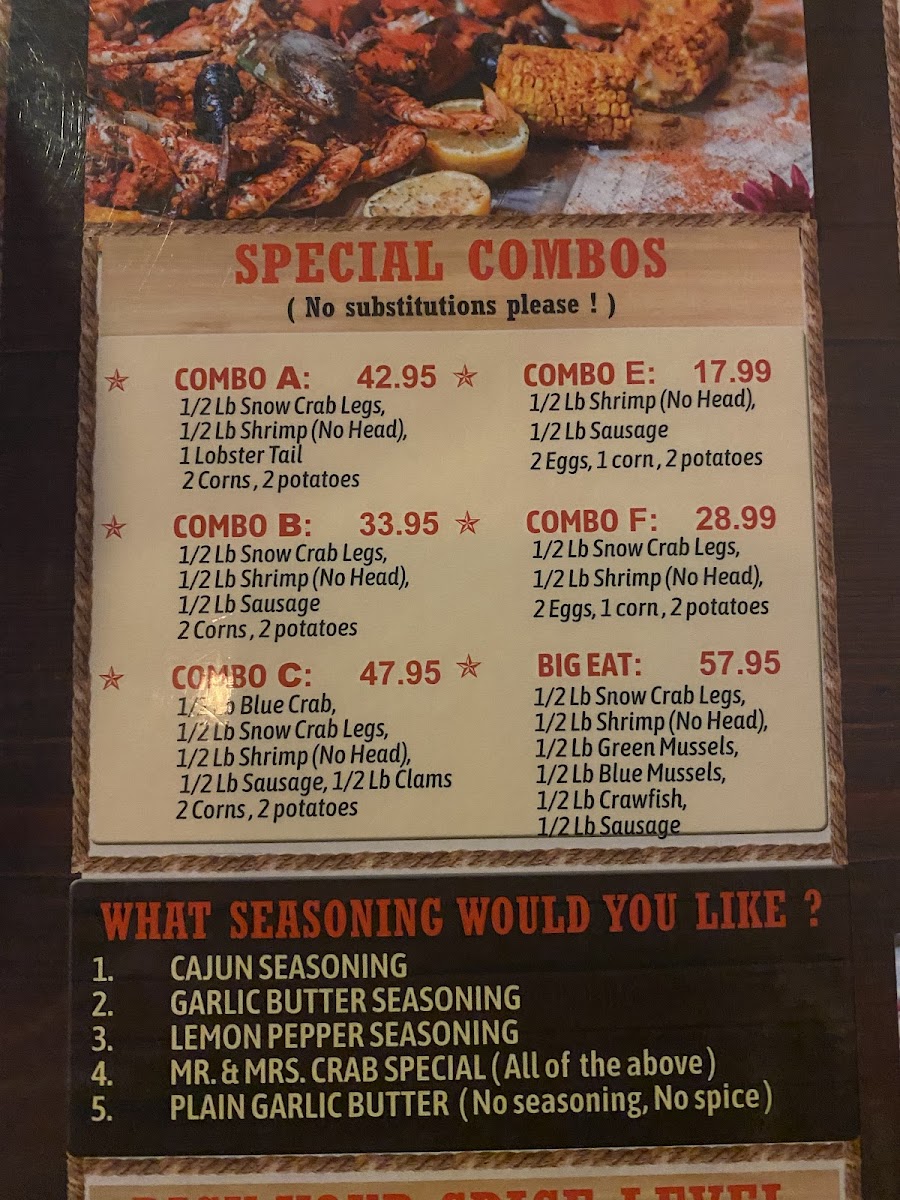 SPECIAL COMBOS
( No substitutions please ! )
COMBO A: 42.95
1/2 Lb Snow Crab Legs,
1/2 Lb Shrimp (No Head),
1 Lobster Tail
2 Corns, 2 potatoes
COMBO B: 33.95
1/2 Lb Snow Crab Legs,
1/2 Lb Shrimp (No Head),
1/2 Lb Sausage
2 Corns, 2 potatoes
COMBO C: 47.95
1/2 Lb Blue Crab,
1/2 Lb Snow Crab Legs,
1/2 Lb Shrimp (No Head),
1/2 Lb Sausage, 1/2 Lb Clams
2 Corns, 2 potatoes
COMBO E: 17.99
1/2 Lb Shrimp (No Head),
1/2 Lb Sausage
2 Eggs, 1 corn, 2 potatoes
COMBO F: 28.99
1/2 Lb Snow Crab Legs,
1/2 Lb Shrimp (No Head),
2 Eggs, 1 corn, 2 potatoes
BIG EAT: 57.95
1/2 Lb Snow Crab Legs,
1/2 Lb Shrimp (No Head),
1/2 Lb Green Mussels,
1/2 Lb Blue Mussels,
1/2 Lb Crawfish,
1/2 Lb Sausage
WHAT SEASONING WOULD YOU LIKE ?
1. CAJUN SEASONING
2. GARLIC BUTTER SEASONING
3. LEMON PEPPER SEASONING
4. MR. & MRS. CRAB SPECIAL ( All of the above )
5. PLAIN GARLIC BUTTER ( No seasoning, No spice )
YOUR SPICE LEVEL